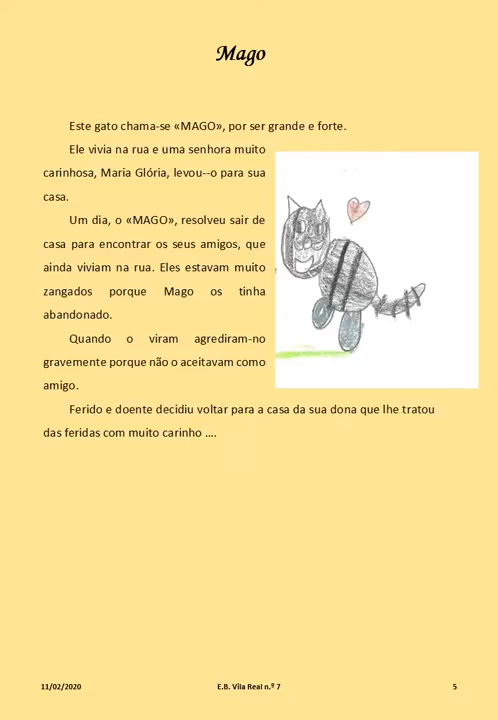 Mago
Este gato chama-se «MAGO», por ser grande e forte.
Ele vivia na rua e uma senhora muito
carinhosa, Maria Glória, levou--o para sua
casa.
Um dia, o «MAGO», resolveu sair de
casa para encontrar os seus amigos, que
ainda viviam na rua. Eles estavam muito
zangados porque Mago os tinha
abandonado.
Quando o viram agrediram-no
gravemente porque não o aceitavam como
amigo.
Ferido e doente decidiu voltar para a casa da sua dona que lhe tratou
das feridas com muito carinho ....
11/02/2020 E.B. Vila Real n.º 7 5